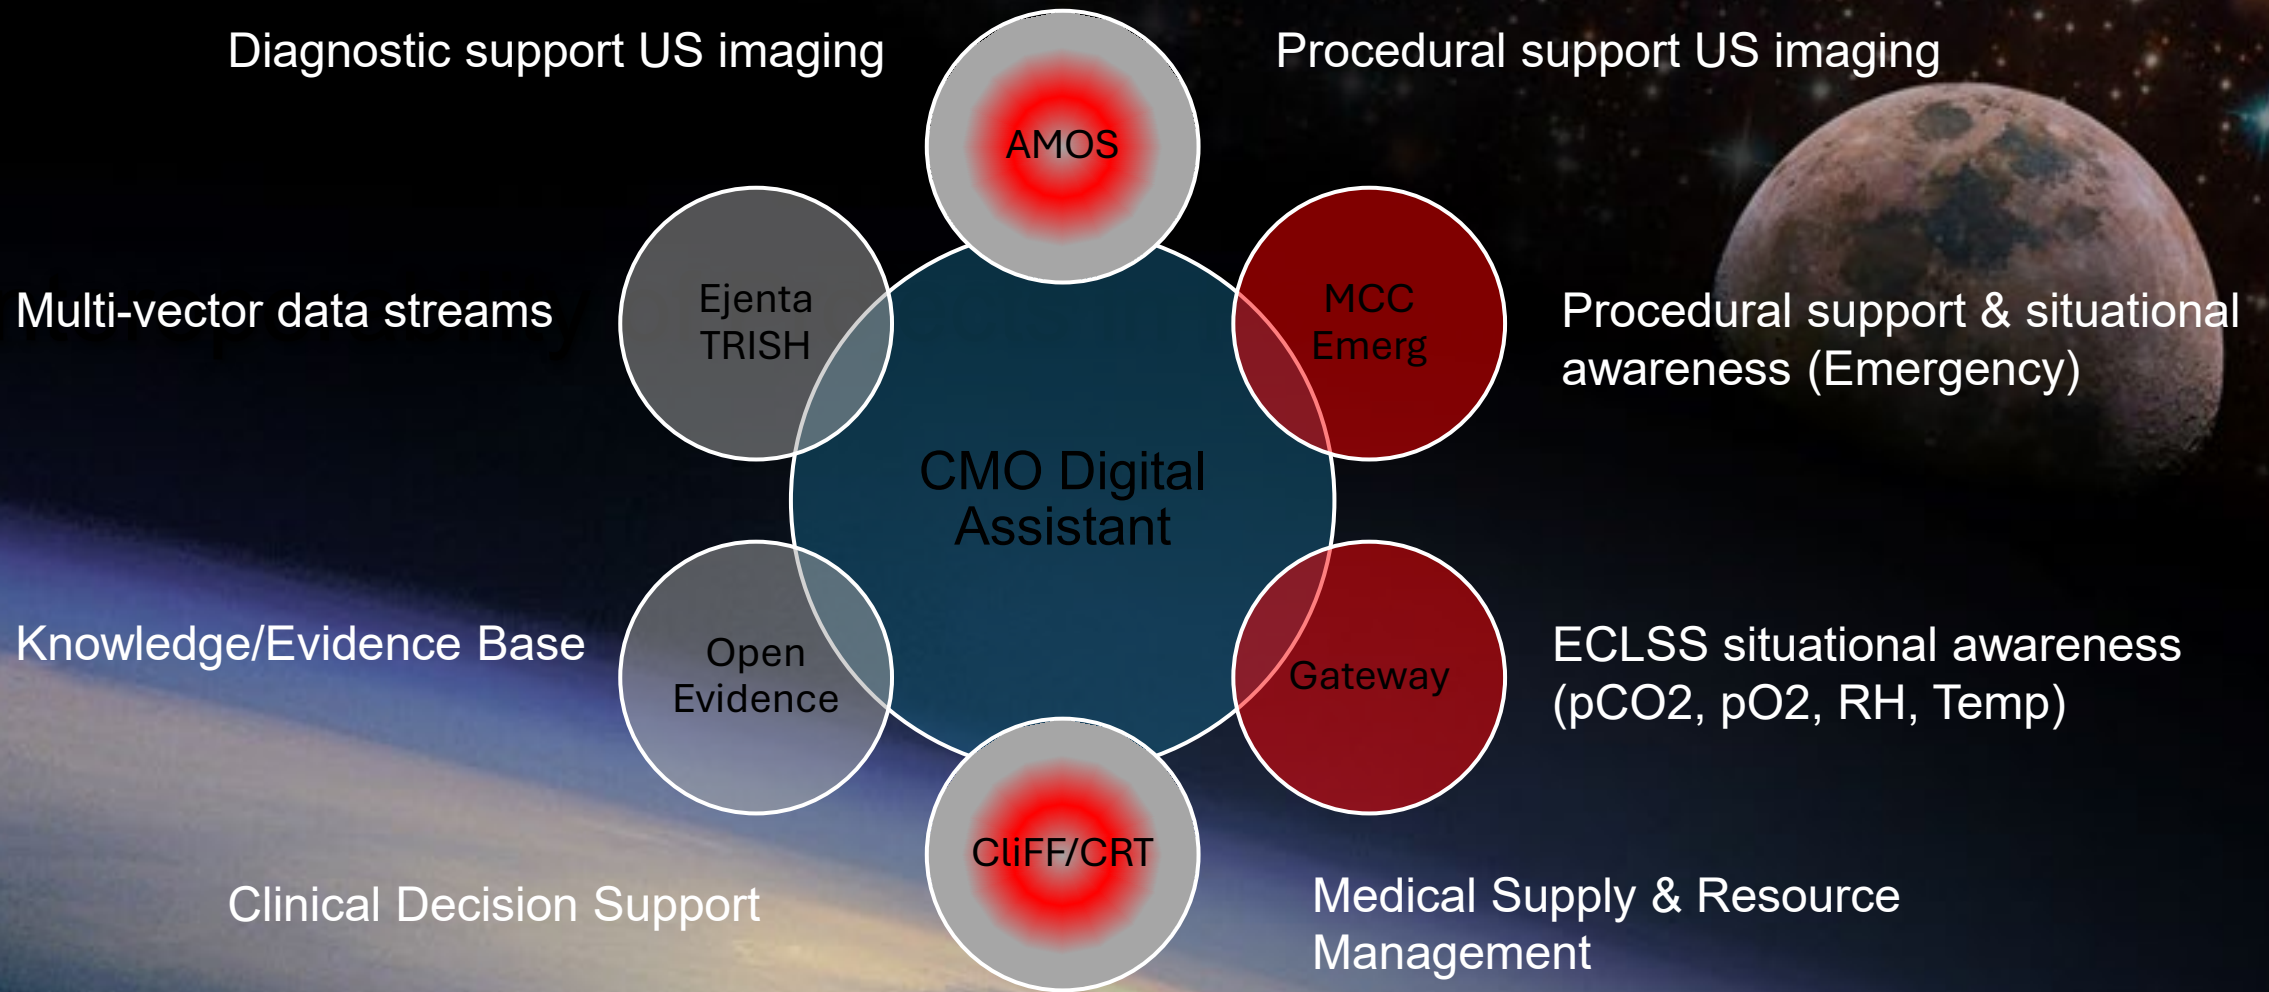 Diagnostic support US imaging
Procedural support US imaging
AMOS
Ejenta
TRISH
MCC
Emerg
Multi-vector data streams
Procedural support & situational
awareness (Emergency)
CMO Digital
Assistant
Knowledge/Evidence Base
Open
Evidence
Gateway
ECLSS situational awareness
(pCO2, pO2, RH, Temp)
CliFF/CRT
Clinical Decision Support
Medical Supply & Resource
Management